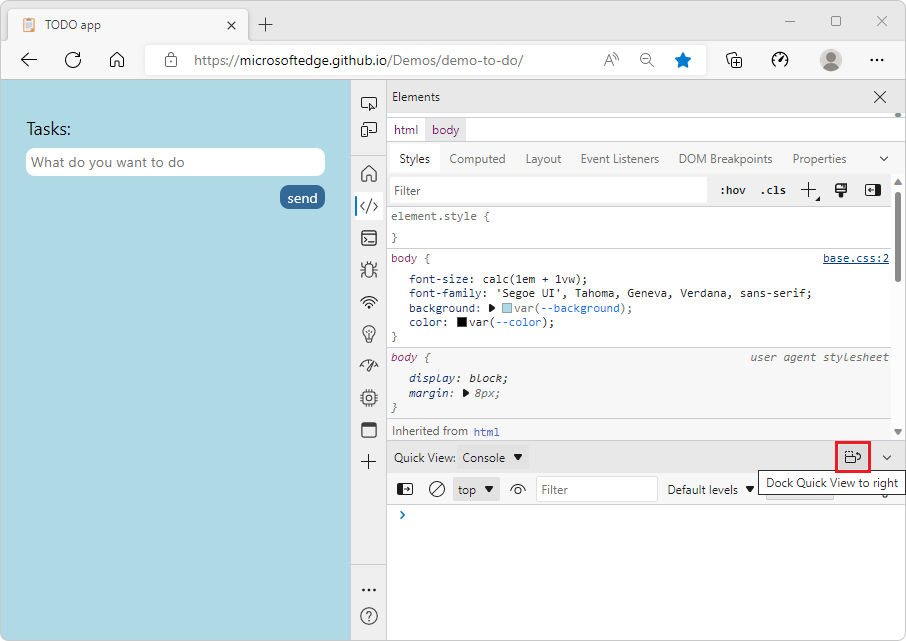 TODO app
https://microsoftedge.github.io/Demos/demo-to-do/
Tasks:
What do you want to do
send
Elements
html body
Styles Computed Layout Event Listeners DOM Breakpoints Properties
Filter :hov .cls
element.style {
}
body { base.css:2
font-size: calc(1em + 1vw);
font-family: 'Segoe UI', Tahoma, Geneva, Verdana, sans-serif;
background: var(--background);
color: var(--color);
}
body { user agent stylesheet
display: block;
margin: 8px;
}
Inherited from html
Quick View: Console
Dock Quick View to right
top Filter Default levels